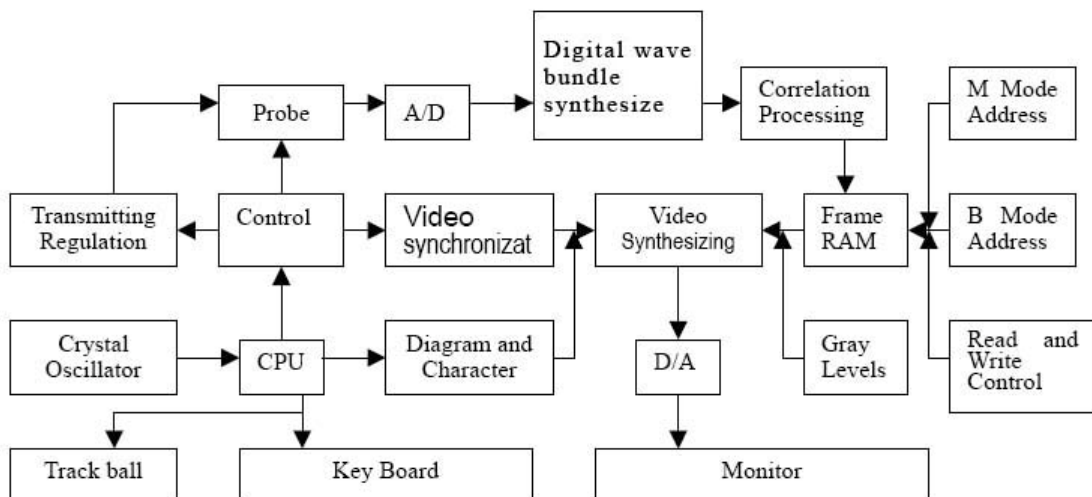 Probe
A/D
Digital wave
bundle
synthesize
Correlation
Processing
M Mode
Address
Transmitting
Regulation
Control
Video
synchronizat
Video
Synthesizing
Frame
RAM
B Mode
Address
Crystal
Oscillator
CPU
Diagram and
Character
D/A
Gray
Levels
Read and
Write
Control
Track ball
Key Board
Monitor